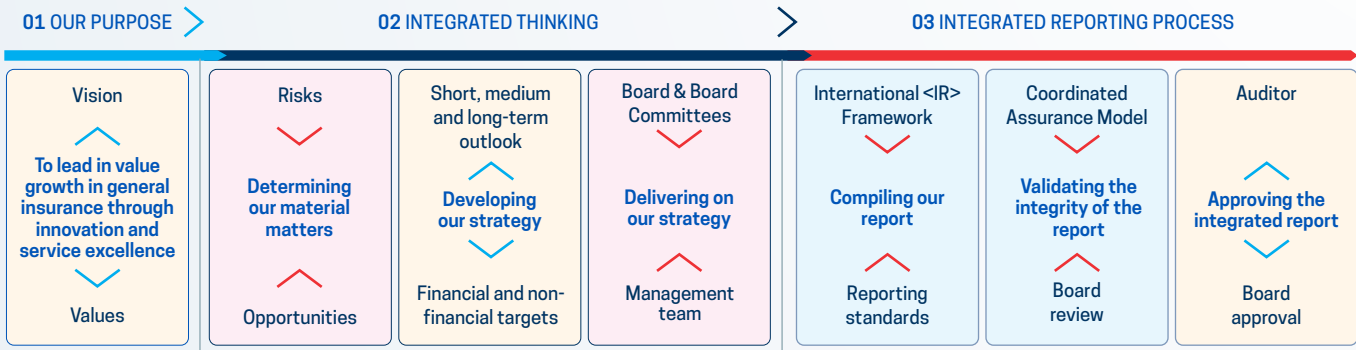 01 OUR PURPOSE
02 INTEGRATED THINKING
03 INTEGRATED REPORTING PROCESS
Vision
To lead in value
growth in general
insurance through
innovation and
service excellence
Values
Risks
Determining
our material
matters
Opportunities
Short, medium
and long-term
outlook
Developing
our strategy
Financial and non-
financial targets
Board & Board
Committees
Delivering on
our strategy
Management
team
International <IR>
Framework
Compiling our
report
Reporting
standards
Coordinated
Assurance Model
Validating the
integrity of the
report
Board
review
Auditor
Approving the
integrated report
Board
approval